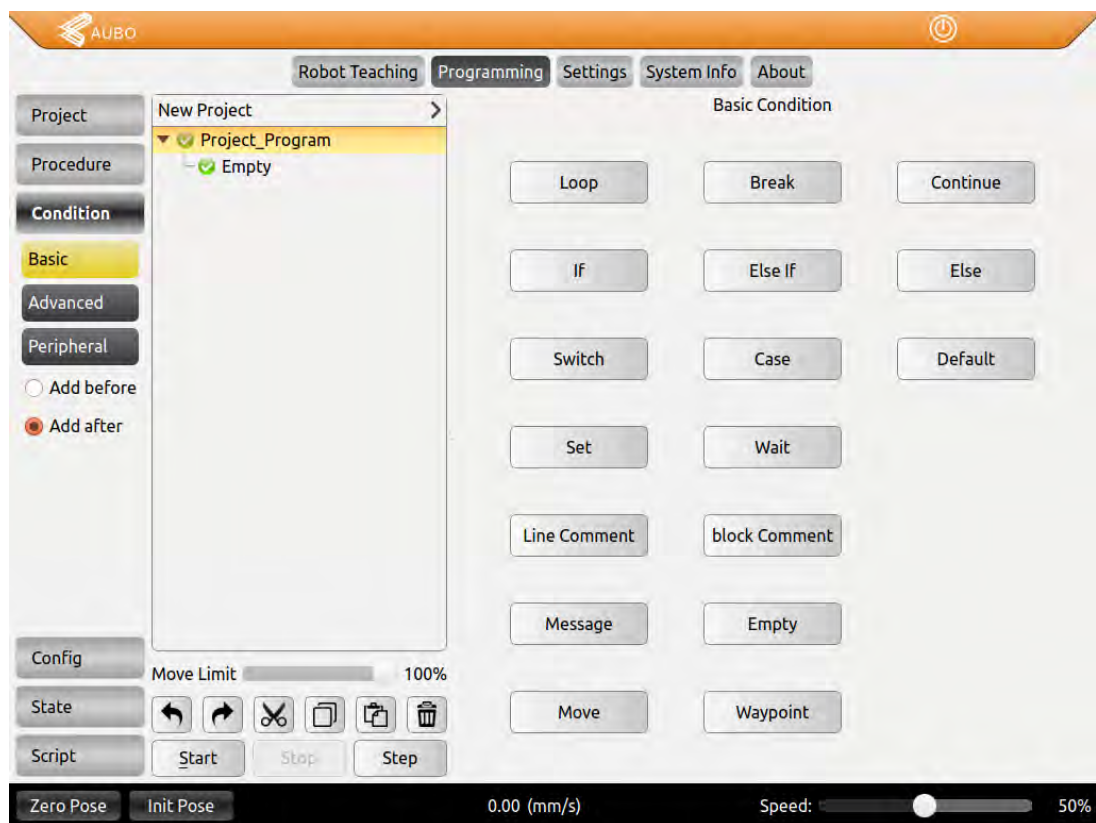 AUBO
Robot Teaching Programming Settings System Info About
Project
Procedure
Condition
Basic
Advanced
Peripheral
Add before
Add after
Config
State
Script
New Project >
Project_Program
Empty
Move Limit 100%
Start Stop Step
Basic Condition
Loop Break Continue
If Else If Else
Switch Case Default
Set Wait
Line Comment block Comment
Message Empty
Move Waypoint
Zero Pose Init Pose 0.00 (mm/s) Speed: 50%